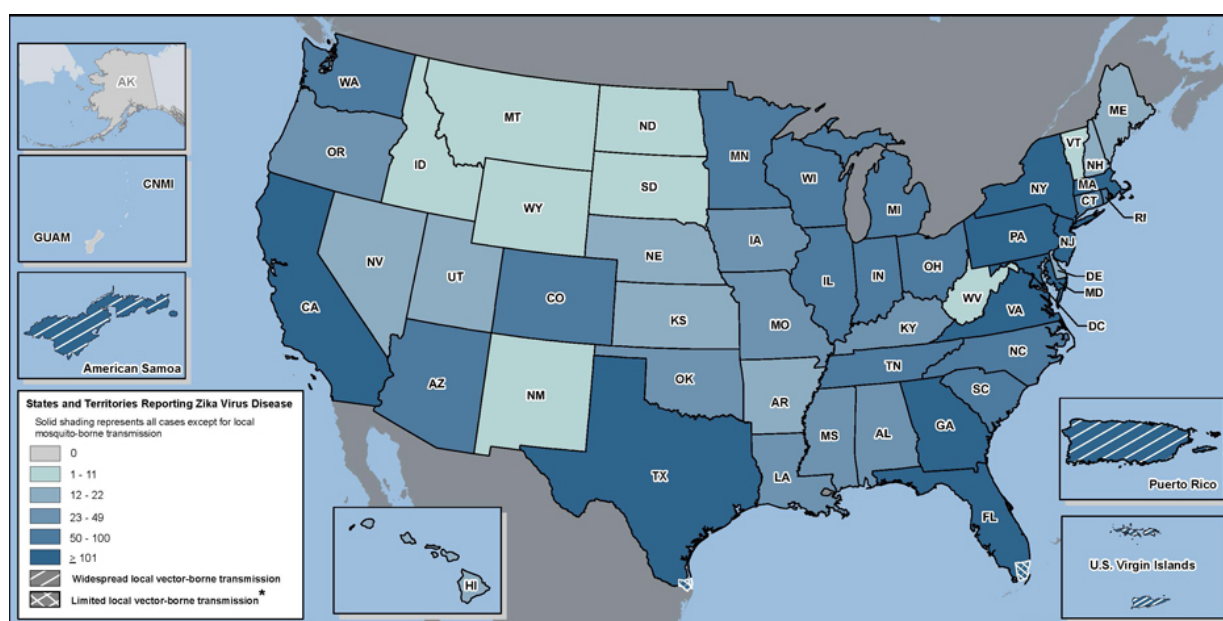 AK
CNMI
GUAM
American Samoa
States and Territories Reporting Zika Virus Disease
Solid shading represents all cases except for local
mosquito-borne transmission
0
1 - 11
12 - 22
23 - 49
50 - 100
≥ 101
Widespread local vector-borne transmission
Limited local vector-borne transmission*
WA
MT
ND
MN
ME
VT
NH
OR
ID
SD
WI
NY
MA
WY
MI
CT
RI
IA
PA
NJ
NE
NV
OH
UT
IL
IN
DE
CO
MD
WV
CA
VA
KS
MO
KY
DC
NC
TN
AZ
OK
NM
AR
SC
MS
AL
GA
TX
LA
FL
HI
Puerto Rico
U.S. Virgin Islands